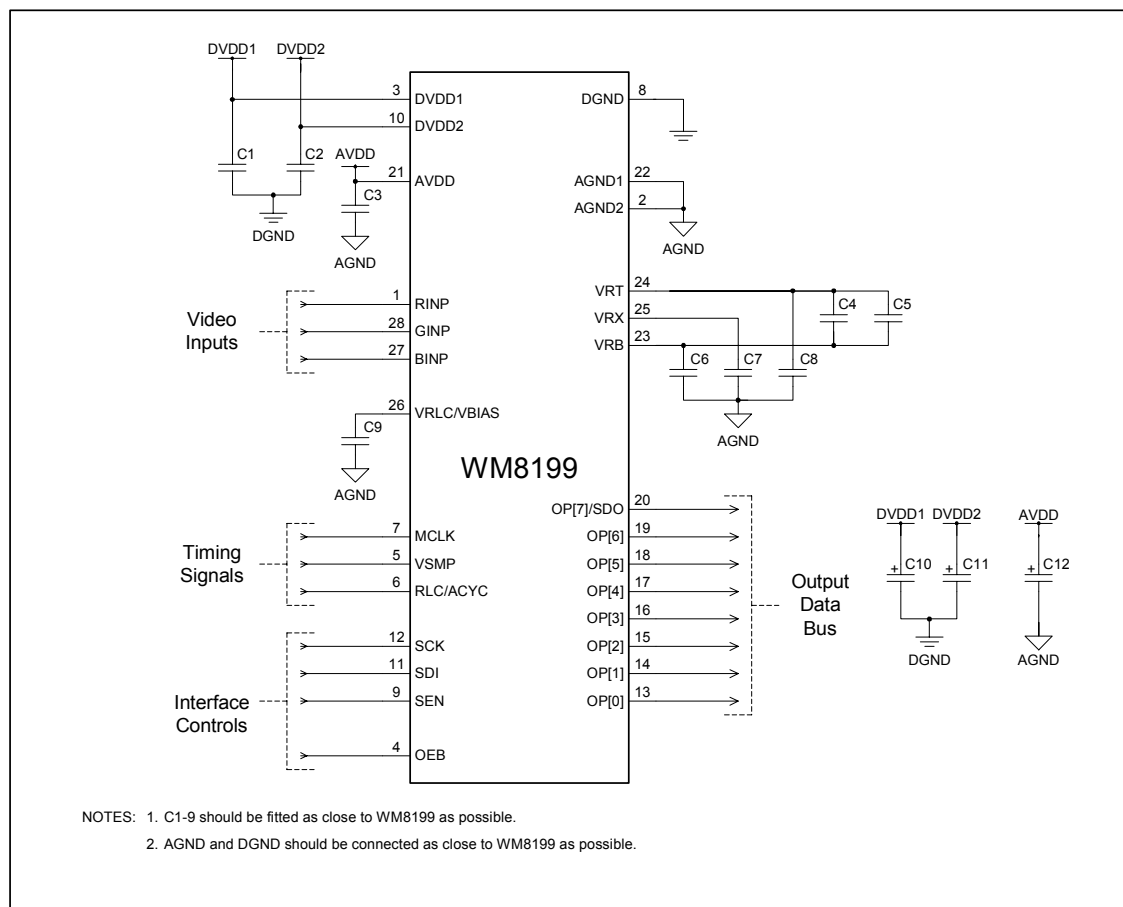 DVDD1 DVDD2
3 DVDD1
10 DVDD2
C1 C2
DGND
AVDD
21 AVDD
C3
AGND
DGND 8
AGND1 22
AGND2 2
AGND
Video
Inputs
1 RINP
28 GINP
27 BINP
VRT 24
VRX 25
VRB 23
C4 C5
C6 C7 C8
AGND
26 VRLC/VBIAS
C9
AGND
WM8199
Timing
Signals
7 MCLK
5 VSMP
6 RLC/ACYC
Interface
Controls
12 SCK
11 SDI
9 SEN
4 OEB
OP[7]/SDO 20
OP[6] 19
OP[5] 18
OP[4] 17
OP[3] 16
OP[2] 15
OP[1] 14
OP[0] 13
Output
Data
Bus
DVDD1 DVDD2 AVDD
+ C10 + C11 + C12
DGND AGND
NOTES: 1. C1-9 should be fitted as close to WM8199 as possible.
2. AGND and DGND should be connected as close to WM8199 as possible.